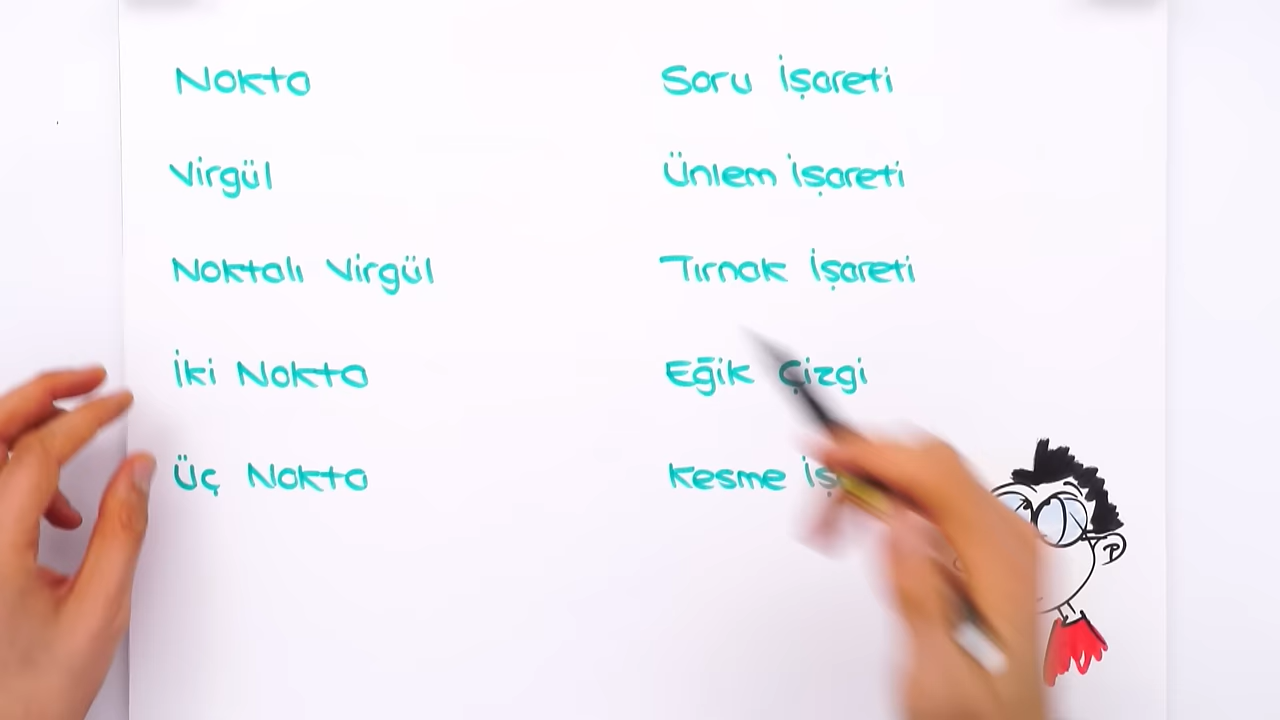 Nokta
Virgül
Noktalı Virgül
İki Nokta
Üç Nokta
Soru İşareti
Ünlem İşareti
Tırnak İşareti
Eğik Çizgi
Kesme